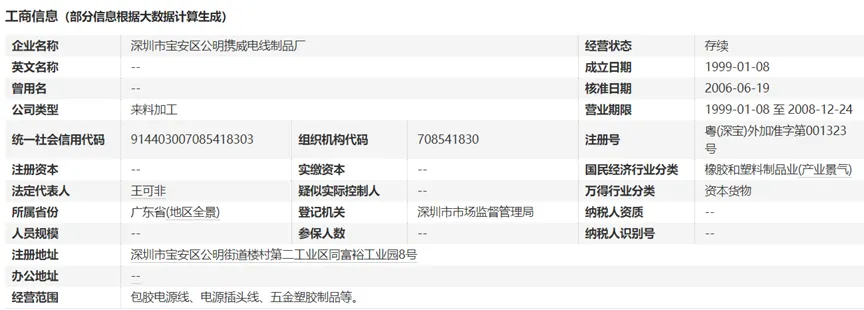 工商信息（部分信息根据大数据计算生成）
企业名称 深圳市宝安区公明携威电线制品厂 经营状态 存续
英文名称 -- 成立日期 1999-01-08
曾用名 -- 核准日期 2006-06-19
公司类型 来料加工 营业期限 1999-01-08 至 2008-12-24
统一社会信用代码 914403007085418303 组织机构代码 708541830 注册号 粤(深宝)外加准字第001323号
注册资本 -- 实缴资本 -- 国民经济行业分类 橡胶和塑料制品业(产业景气)
法定代表人 王可非 疑似实际控制人 -- 万得行业分类 资本货物
所属省份 广东省(地区全景) 登记机关 深圳市市场监督管理局 纳税人资质 --
人员规模 -- 参保人数 -- 纳税人识别号 --
注册地址 深圳市宝安区公明街道楼村第二工业区同富裕工业园8号
办公地址 --
经营范围 包胶电源线、电源插头线、五金塑胶制品等。